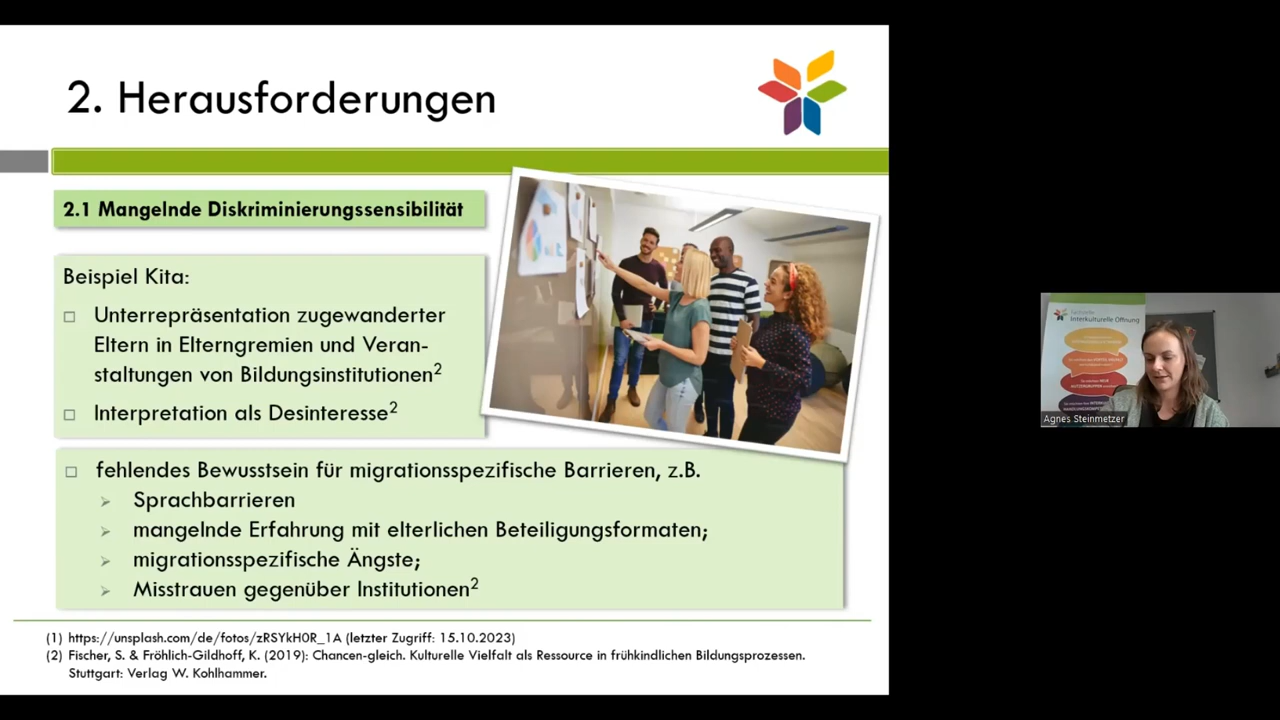 2. Herausforderungen
2.1 Mangelnde Diskriminierungssensibilität
Beispiel Kita:
Unterrepräsentation zugewanderter
Eltern in Elterngremien und Veran-
staltungen von Bildungsinstitutionen²
Interpretation als Desinteresse²
fehlendes Bewusstsein für migrationsspezifische Barrieren, z.B.
Sprachbarrieren
mangelnde Erfahrung mit elterlichen Beteiligungsformaten;
migrationsspezifische Ängste;
Misstrauen gegenüber Institutionen²
(1) https://unsplash.com/de/fotos/zRSYkH0R_1A (letzter Zugriff: 15.10.2023)
(2) Fischer, S. & Fröhlich-Gildhoff, K. (2019): Chancen-gleich. Kulturelle Vielfalt als Ressource in frühkindlichen Bildungsprozessen.
Stuttgart: Verlag W. Kohlhammer.
Fachstelle
Interkulturelle Öffnung
Agnes Steinmetzer